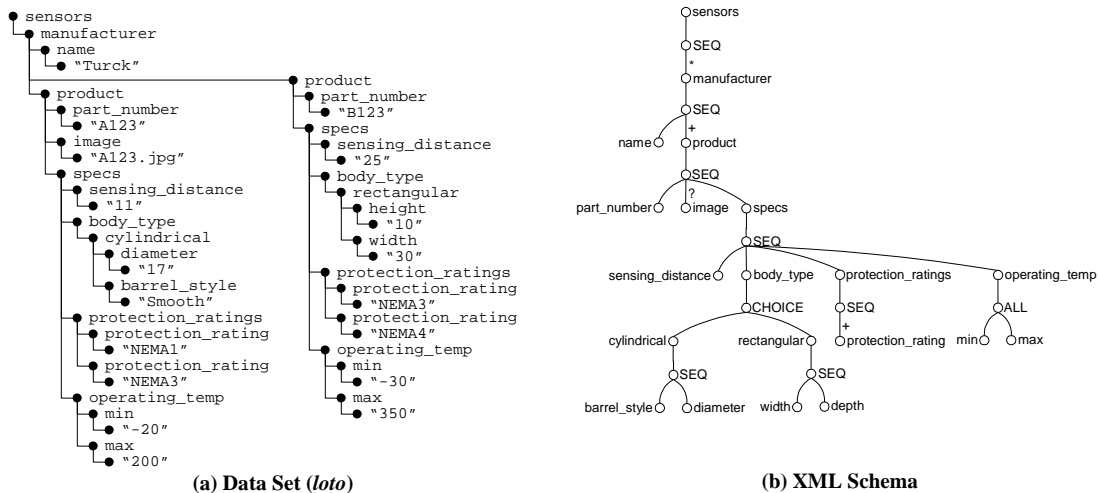 sensors
manufacturer
name
“Turck”
product
part_number
“A123”
image
“A123.jpg”
specs
sensing_distance
“11”
body_type
cylindrical
diameter
“17”
barrel_style
“Smooth”
protection_ratings
protection_rating
“NEMA1”
protection_rating
“NEMA3”
operating_temp
min
“-20”
max
“200”
product
part_number
“B123”
specs
sensing_distance
“25”
body_type
rectangular
height
“10”
width
“30”
protection_ratings
protection_rating
“NEMA3”
protection_rating
“NEMA4”
operating_temp
min
“-30”
max
“350”
(a) Data Set (loto)
sensors
SEQ
*
manufacturer
SEQ
+
name product
SEQ
?
part_number image specs
SEQ
sensing_distance body_type protection_ratings operating_temp
CHOICE SEQ ALL
+
cylindrical rectangular protection_rating min max
SEQ SEQ
barrel_style diameter width depth
(b) XML Schema